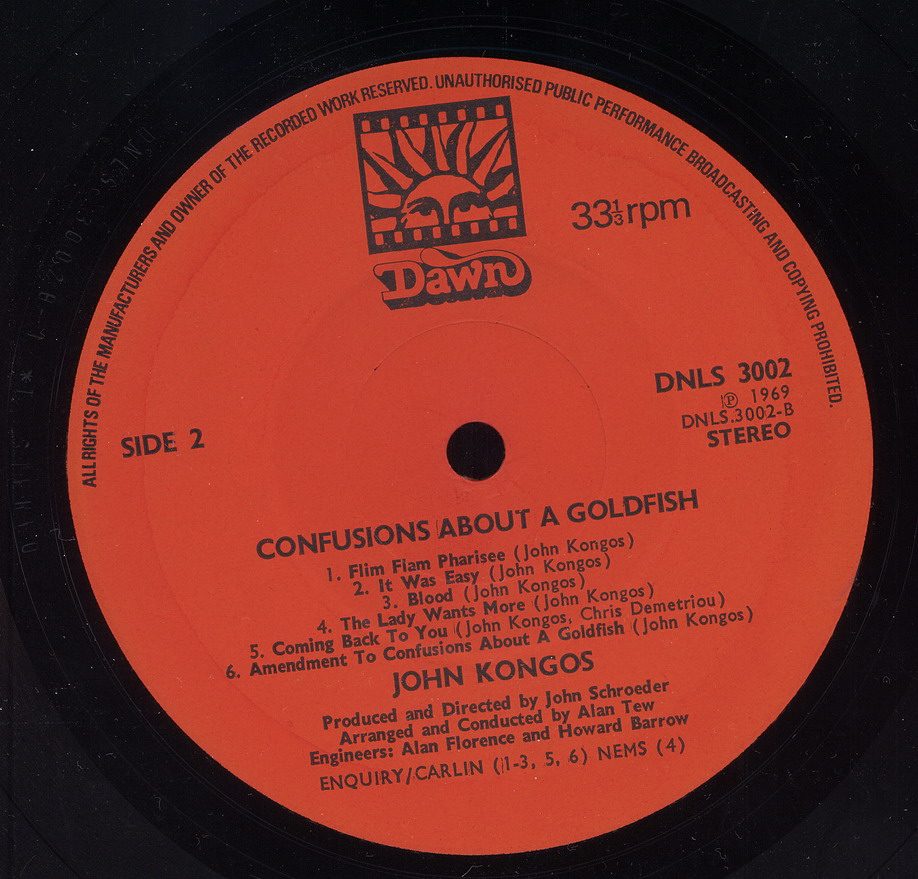 ALL RIGHTS OF THE MANUFACTURERS AND OWNER OF THE RECORDED WORK RESERVED. UNAUTHORISED PUBLIC PERFORMANCE BROADCASTING AND COPYING PROHIBITED.
Dawn
33⅓ rpm
SIDE 2
DNLS 3002
Ⓟ 1969
DNLS.3002-B
STEREO
CONFUSIONS ABOUT A GOLDFISH
1. Flim Flam Pharisee (John Kongos)
2. It Was Easy (John Kongos)
3. Blood (John Kongos)
4. The Lady Wants More (John Kongos)
5. Coming Back To You (John Kongos, Chris Demetriou)
6. Amendment To Confusions About A Goldfish (John Kongos)
JOHN KONGOS
Produced and Directed by John Schroeder
Arranged and Conducted by Alan Tew
Engineers: Alan Florence and Howard Barrow
ENQUIRY/CARLIN (1-3, 5, 6) NEMS (4)